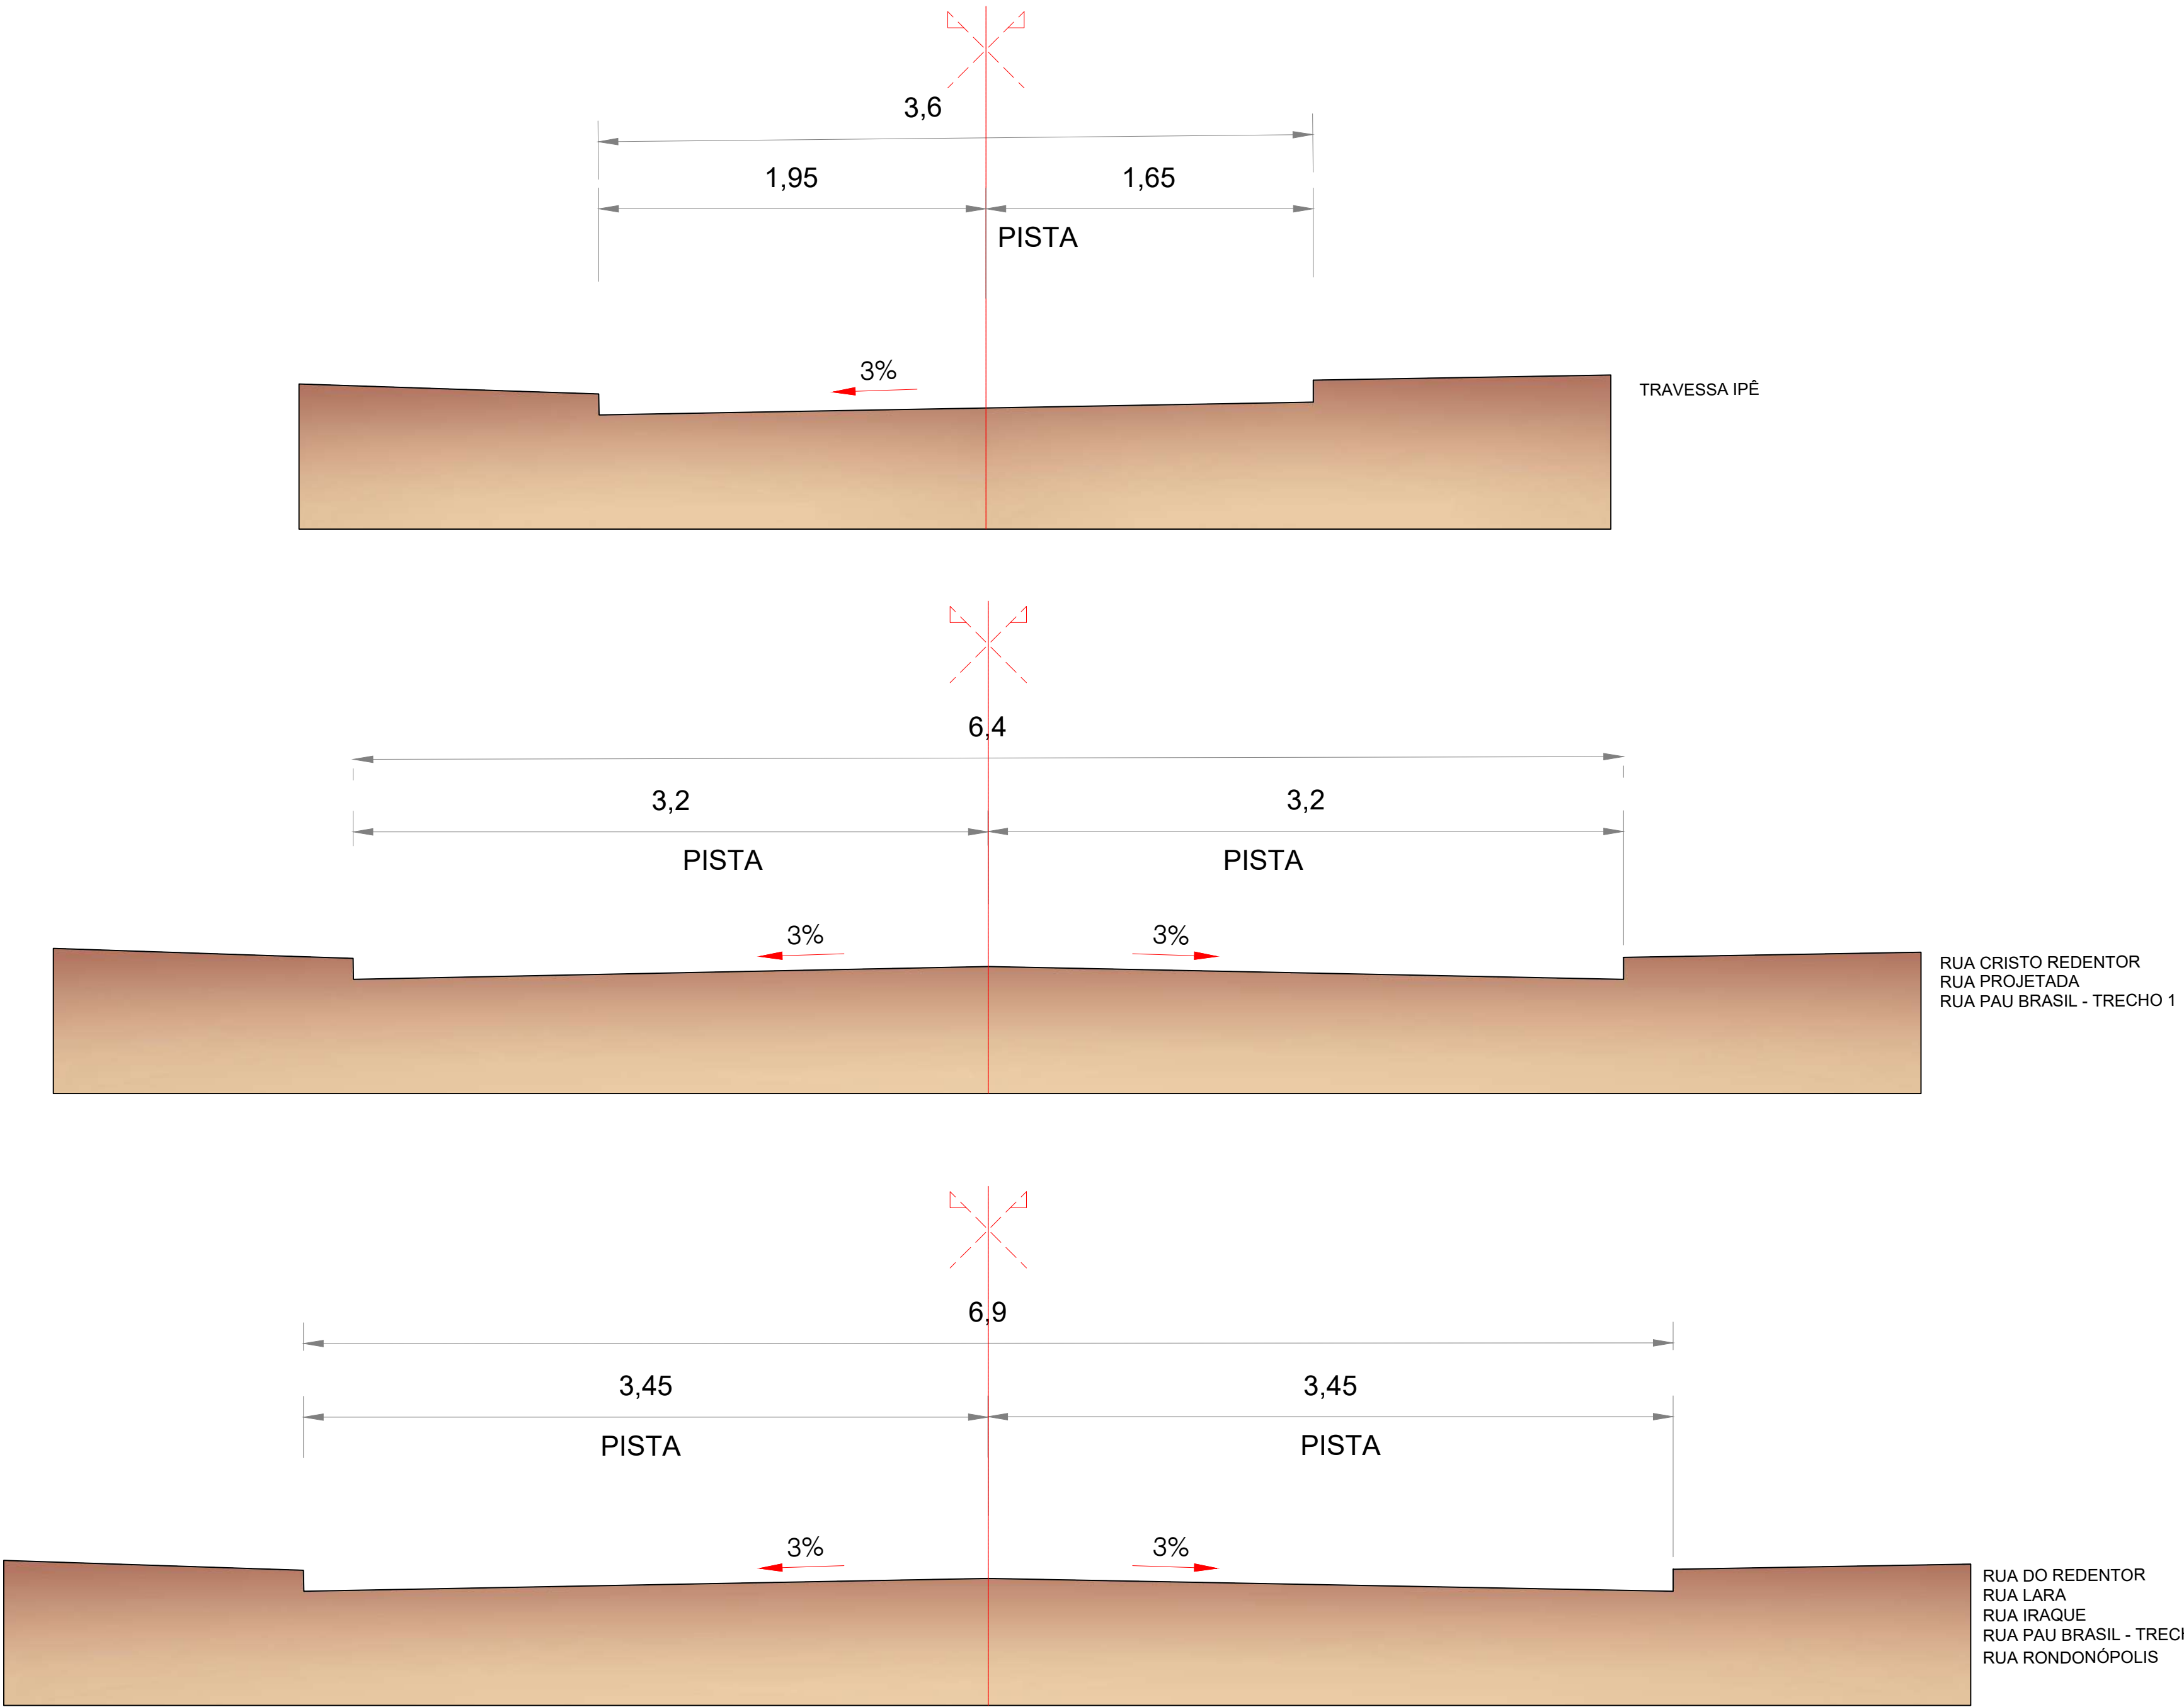 3,6
1,95
1,65
PISTA
3%
TRAVESSA IPÊ
6,4
3,2
3,2
PISTA
PISTA
3%
3%
RUA CRISTO REDENTOR
RUA PROJETADA
RUA PAU BRASIL - TRECHO 1
6,9
3,45
3,45
PISTA
PISTA
3%
3%
RUA DO REDENTOR
RUA LARA
RUA IRAQUE
RUA PAU BRASIL -
RUA RONDONÓPOLIS